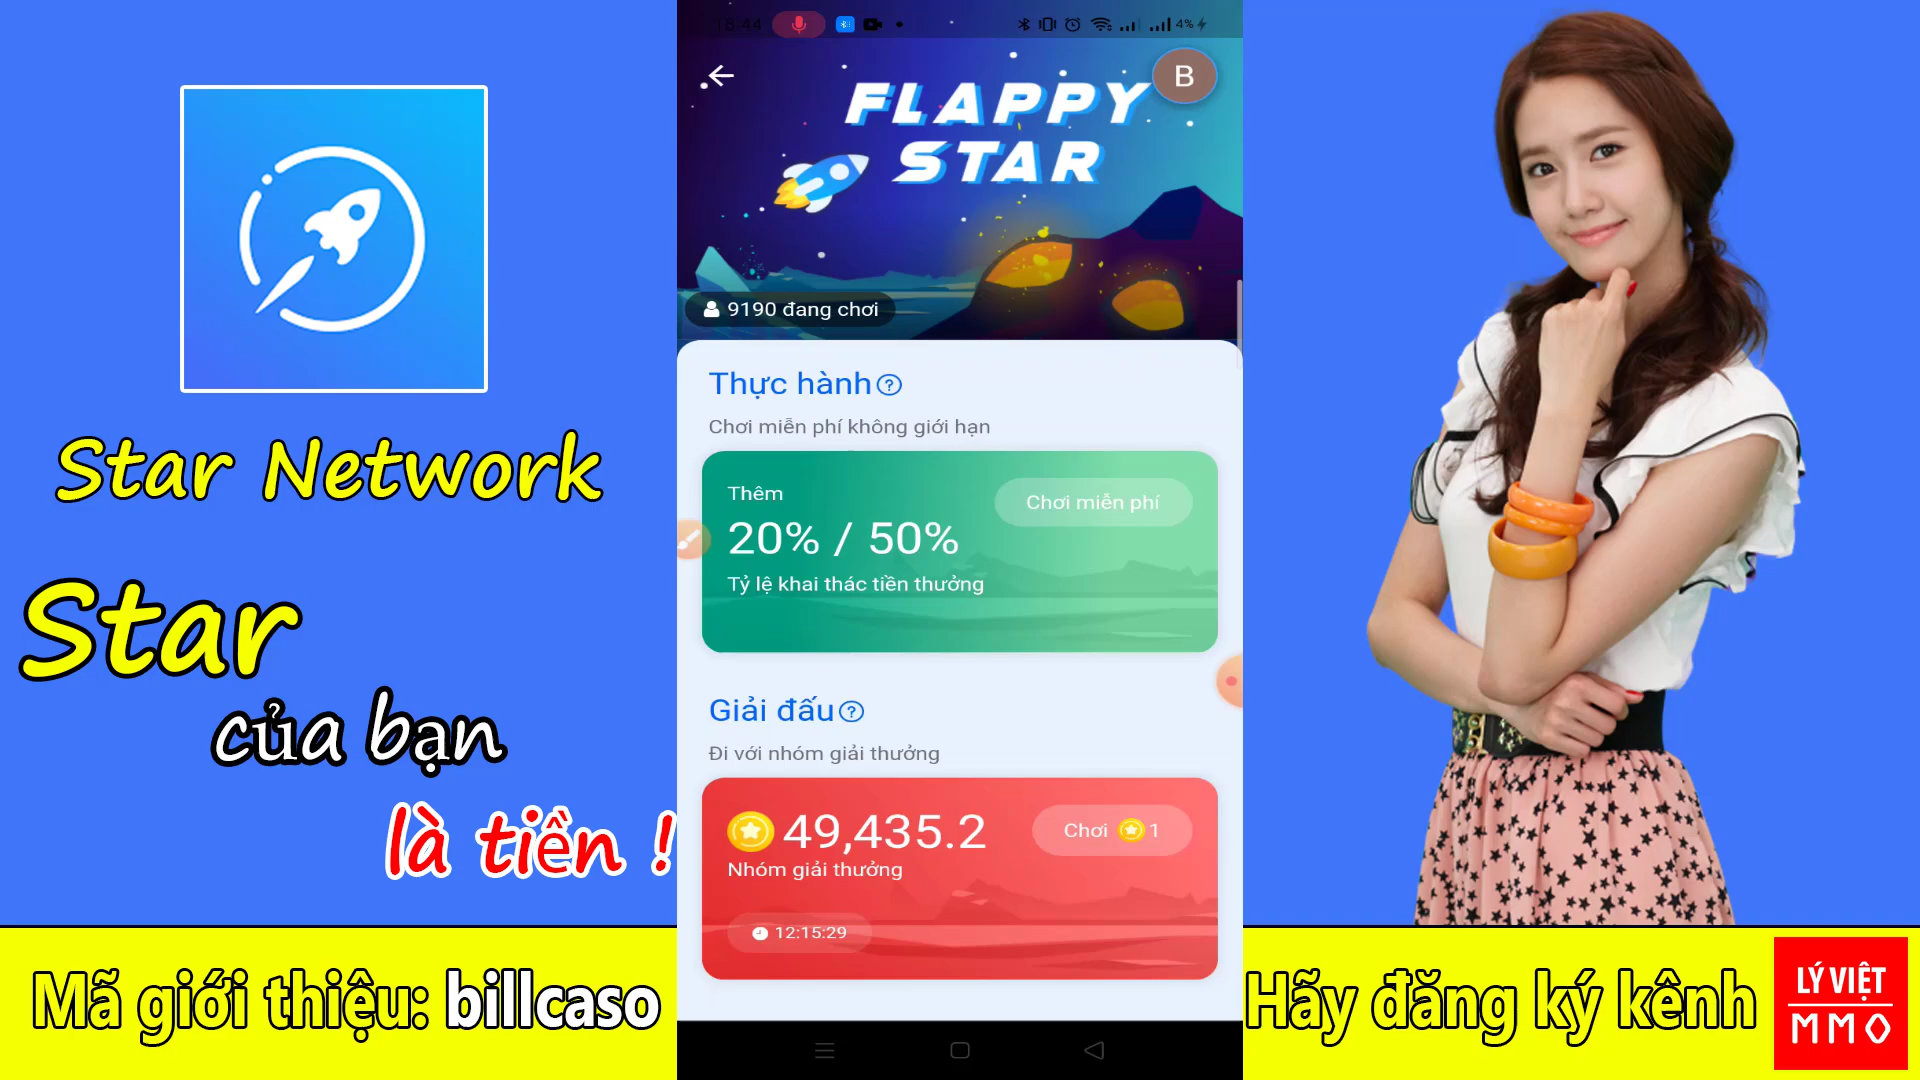 18:44
4%
B
FLAPPY
STAR
9190 đang chơi
Thực hành ?
Chơi miễn phí không giới hạn
Thêm
Chơi miễn phí
20% / 50%
Tỷ lệ khai thác tiền thưởng
Giải đấu ?
Đi với nhóm giải thưởng
49,435.2
Chơi 1
Nhóm giải thưởng
12:15:29
Star Network
Star
của bạn
là tiền !
Mã giới thiệu: billcaso
Hãy đăng ký kênh
LÝ VIỆT
MMO